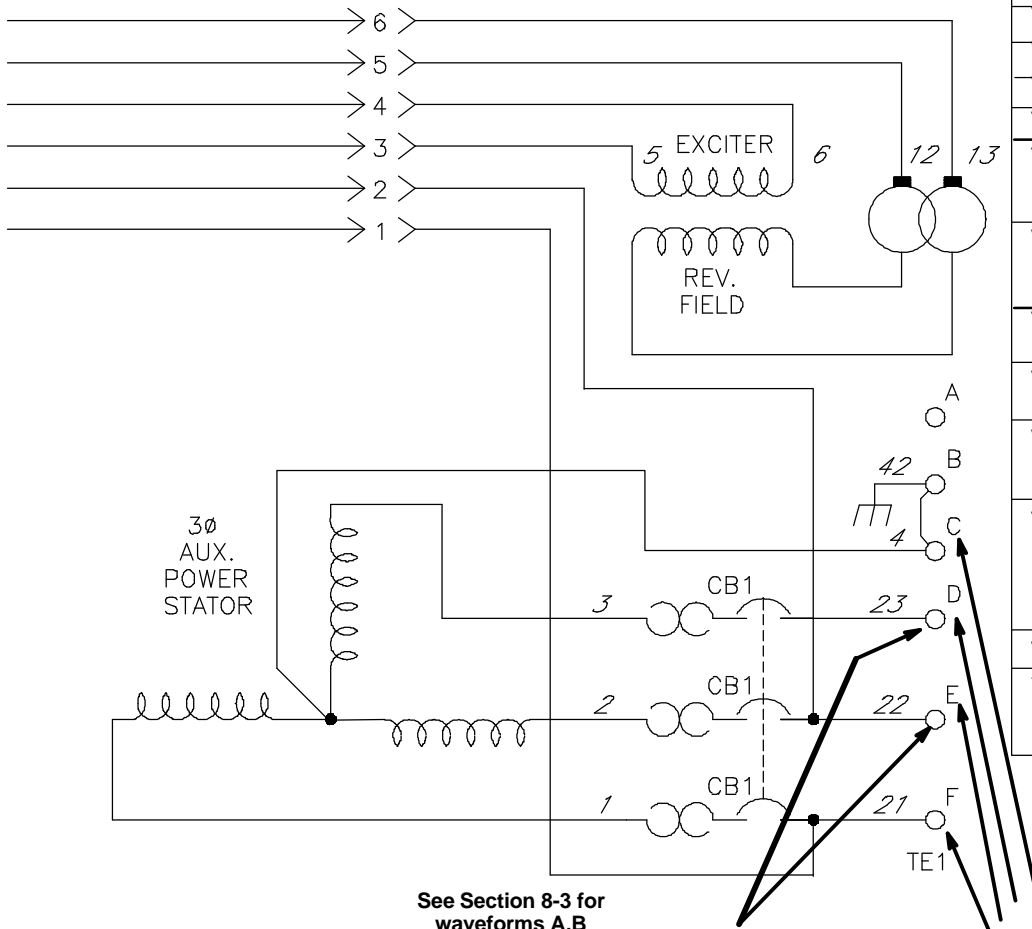 6
5
4
3
2
1
5 EXCITER 6
12 13
REV.
FIELD
A
42 B
4 C
3ø
AUX.
POWER
STATOR
3 CB1 23 D
2 CB1 22 E
1 CB1 21 F
TE1
See Section 8-3 for
waveforms A,B